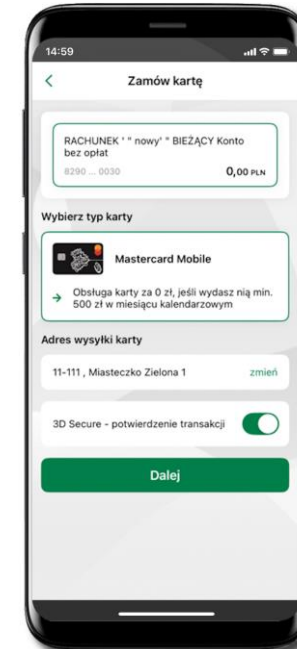 14:59
Zamów kartę
RACHUNEK ' " nowy' " BIEŻĄCY Konto
bez opłat
8290 ... 0030 0,00 PLN
Wybierz typ karty
Mastercard Mobile
→ Obsługa karty za 0 zł, jeśli wydasz nią min.
500 zł w miesiącu kalendarzowym
Adres wysyłki karty
11-111 , Miasteczko Zielona 1 zmień
3D Secure - potwierdzenie transakcji
Dalej